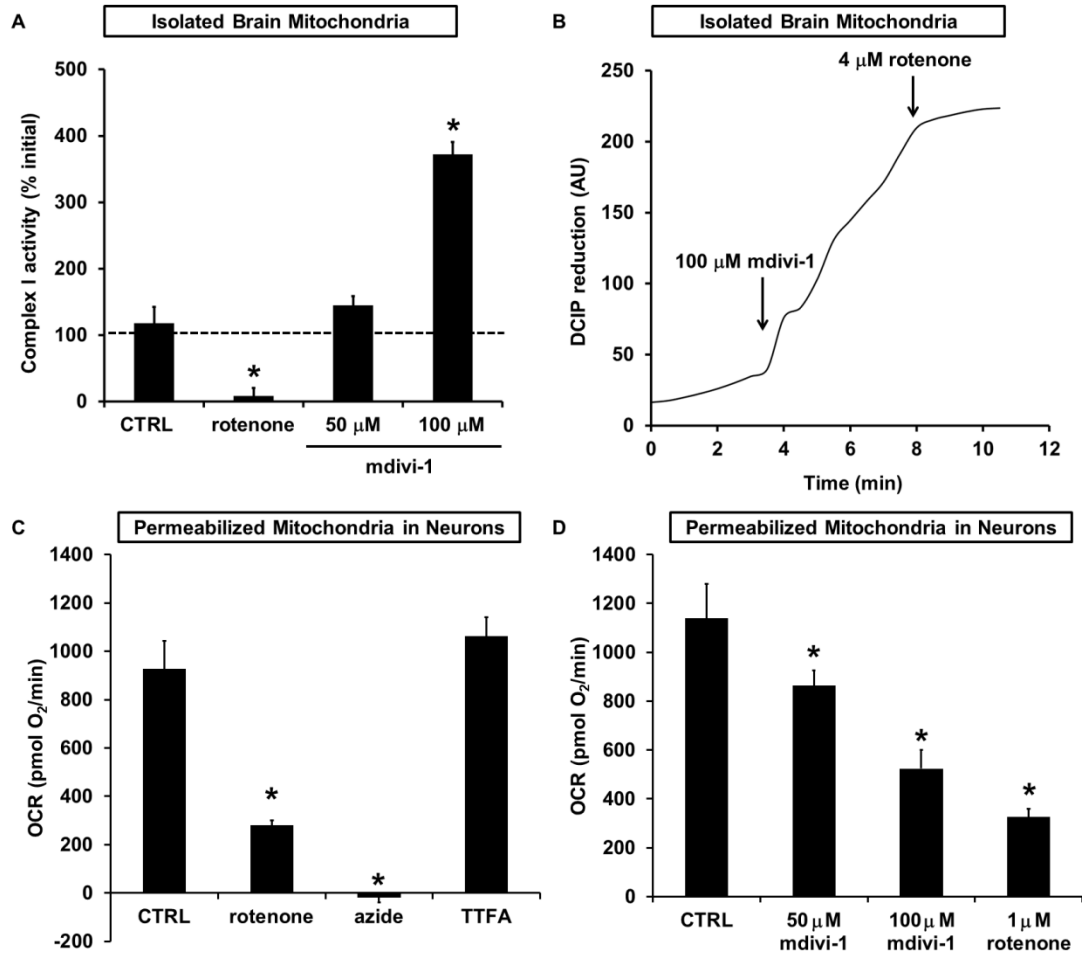 A
Isolated Brain Mitochondria
Complex I activity (% initial)
500
400
300
200
100
0
*
*
CTRL
rotenone
50 μM
100 μM
mdivi-1
B
Isolated Brain Mitochondria
DCIP reduction (AU)
250
200
150
100
50
0
4 μM rotenone
100 μM mdivi-1
0
2
4
6
8
10
12
Time (min)
C
Permeabilized Mitochondria in Neurons
OCR (pmol O₂/min)
1400
1200
1000
800
600
400
200
0
-200
*
*
CTRL
rotenone
azide
TTFA
D
Permeabilized Mitochondria in Neurons
OCR (pmol O₂/min)
1400
1200
1000
800
600
400
200
0
*
*
*
CTRL
50 μM
mdivi-1
100 μM
mdivi-1
1 μM
rotenone